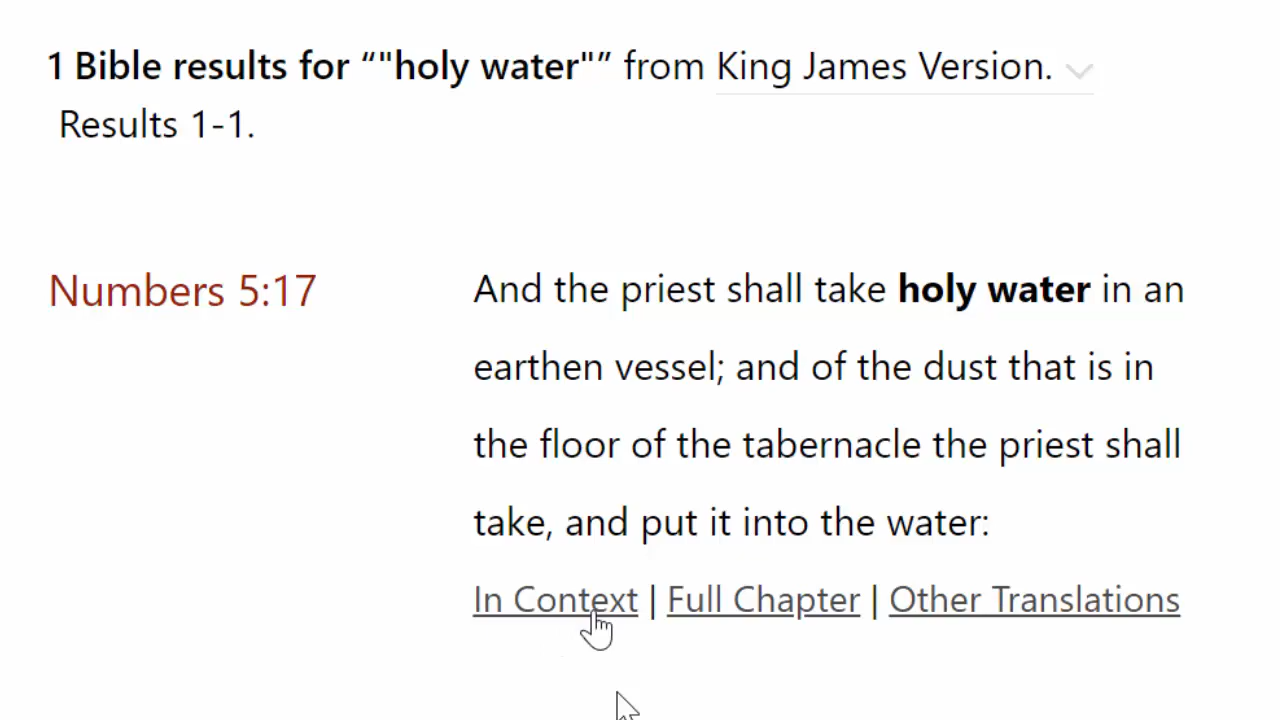 1 Bible results for “"holy water"” from King James Version.
Results 1-1.
Numbers 5:17
And the priest shall take holy water in an
earthen vessel; and of the dust that is in
the floor of the tabernacle the priest shall
take, and put it into the water:
In Context | Full Chapter | Other Translations